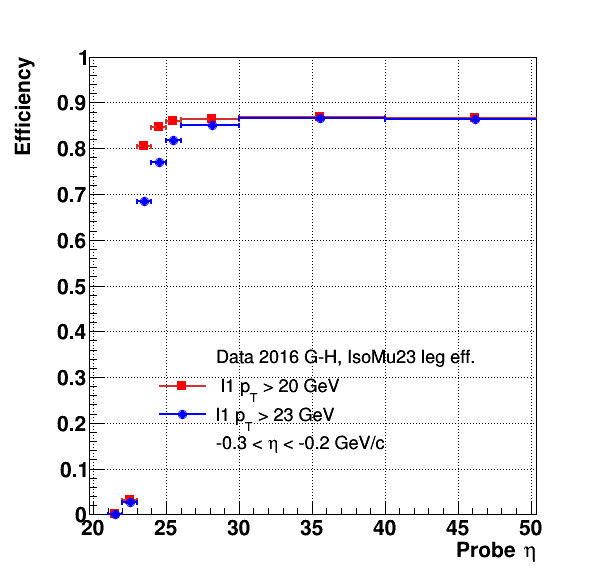 Efficiency
1
0.9
0.8
0.7
0.6
0.5
0.4
0.3
0.2
0.1
0
Data 2016 G-H, IsoMu23 leg eff.
l1 p_T > 20 GeV
l1 p_T > 23 GeV
-0.3 < η < -0.2 GeV/c
20 25 30 35 40 45 50
Probe η